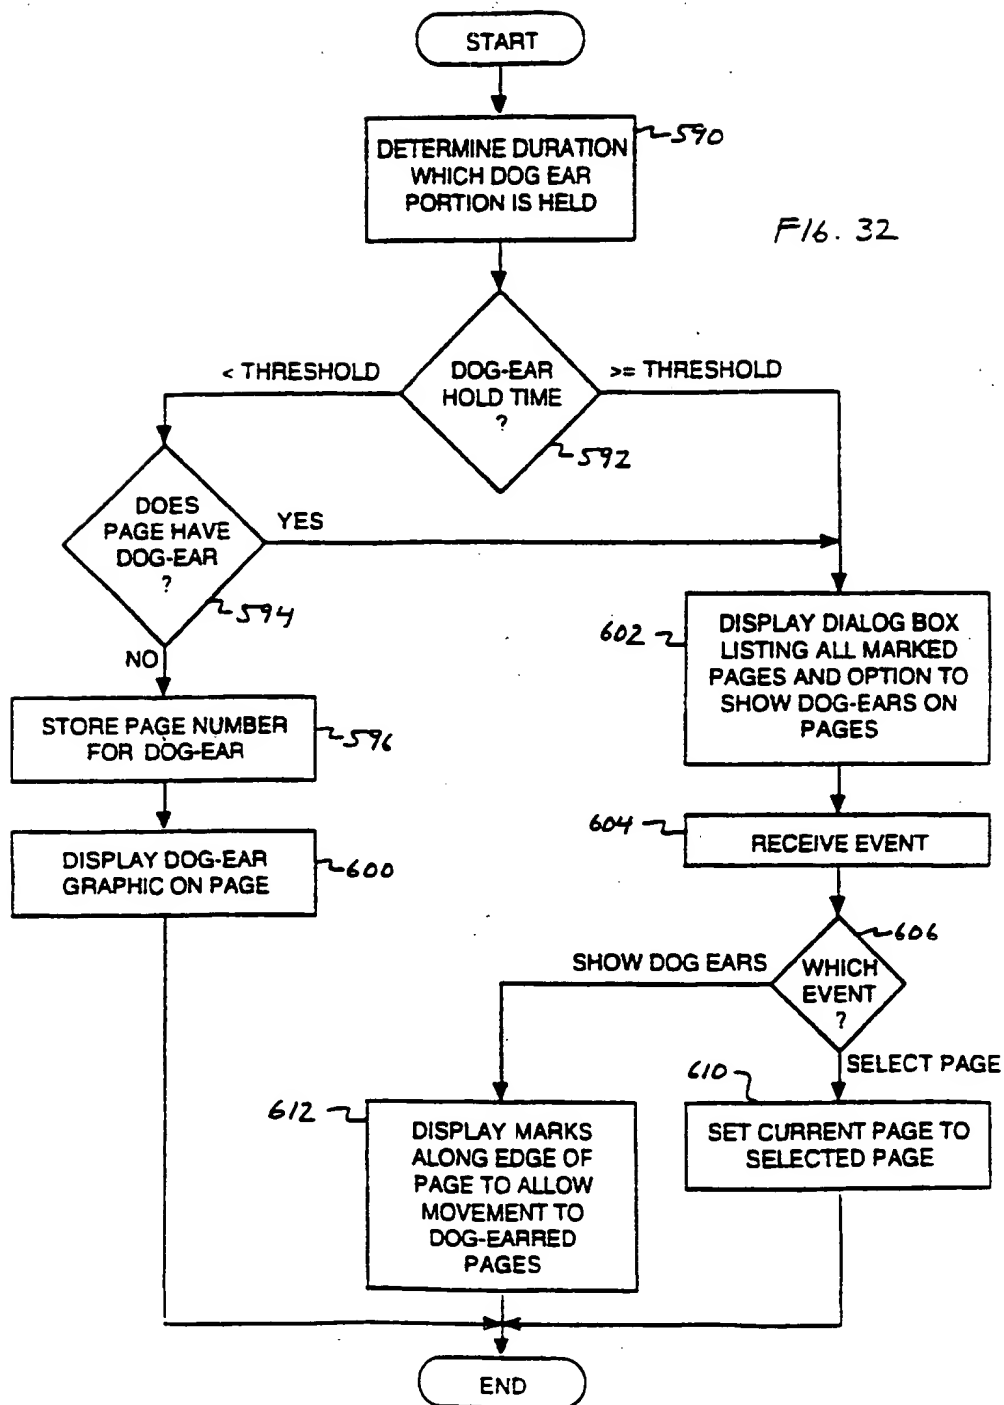 START
DETERMINE DURATION
WHICH DOG EAR
PORTION IS HELD
590
FIG. 32
< THRESHOLD
DOG-EAR
HOLD TIME
?
>= THRESHOLD
592
DOES
PAGE HAVE
DOG-EAR
?
YES
594
NO
STORE PAGE NUMBER
FOR DOG-EAR
596
DISPLAY DOG-EAR
GRAPHIC ON PAGE
600
602
DISPLAY DIALOG BOX
LISTING ALL MARKED
PAGES AND OPTION TO
SHOW DOG-EARS ON
PAGES
604
RECEIVE EVENT
606
SHOW DOG EARS
WHICH
EVENT
?
SELECT PAGE
610
SET CURRENT PAGE TO
SELECTED PAGE
612
DISPLAY MARKS
ALONG EDGE OF
PAGE TO ALLOW
MOVEMENT TO
DOG-EARRED
PAGES
END